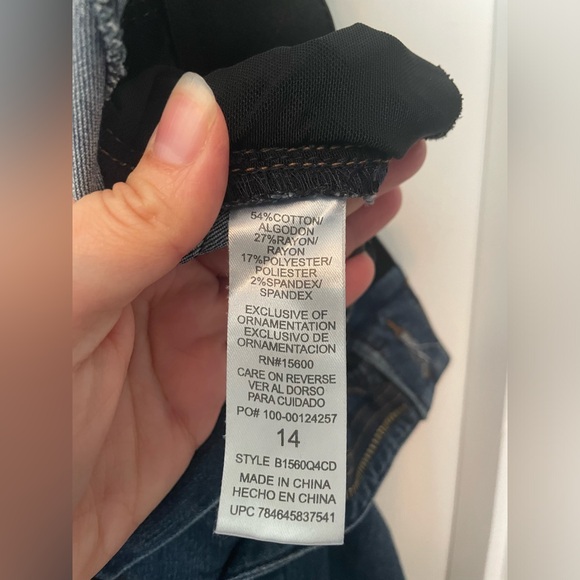 54%COTTON/
ALGODON
27%RAYON/
RAYON
17%POLYESTER/
POLIESTER
2%SPANDEX/
SPANDEX
EXCLUSIVE OF
ORNAMENTATION
EXCLUSIVO DE
ORNAMENTACION
RN#15600
CARE ON REVERSE
VER AL DORSO
PARA CUIDADO
PO# 100-00124257
14
STYLE B1560Q4CD
MADE IN CHINA
HECHO EN CHINA
UPC 784645837541